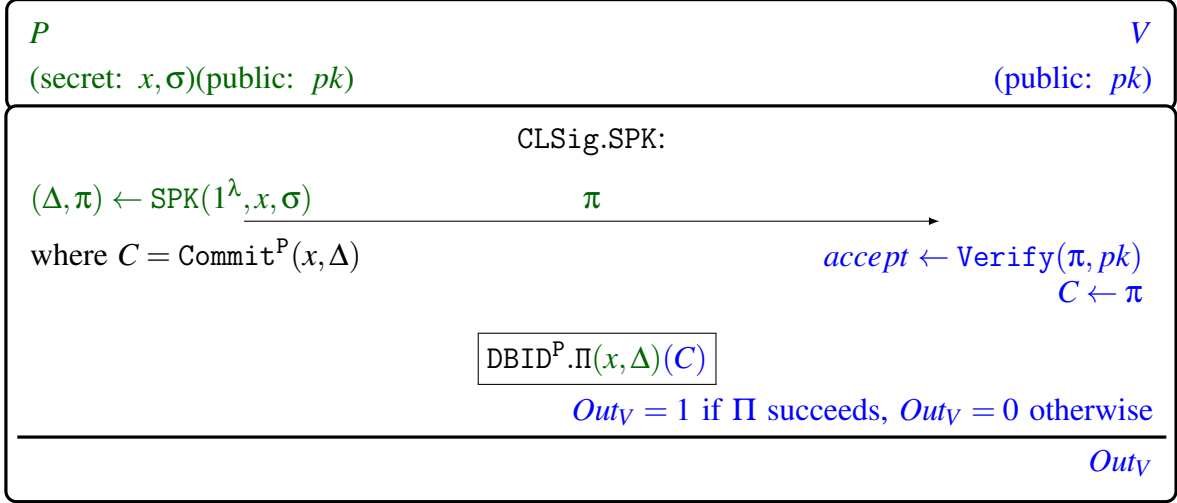 P V
(secret: x, σ)(public: pk) (public: pk)
CLSig.SPK:
(Δ, π) ← SPK(1^λ, x, σ) π
where C = Commit^P(x, Δ) accept ← Verify(π, pk)
C ← π
DBID^P.Π(x, Δ)(C)
Out_V = 1 if Π succeeds, Out_V = 0 otherwise
Out_V